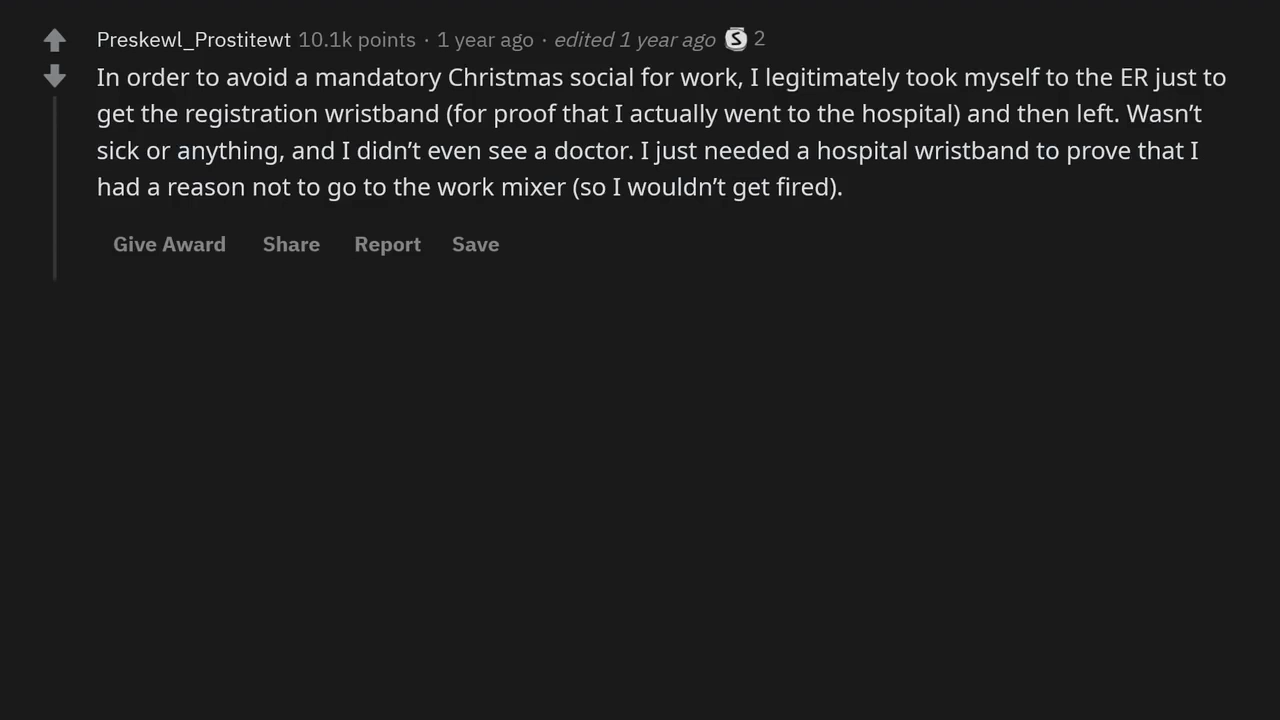 Preskewl_Prostitewt 10.1k points · 1 year ago · edited 1 year ago S 2
In order to avoid a mandatory Christmas social for work, I legitimately took myself to the ER just to
get the registration wristband (for proof that I actually went to the hospital) and then left. Wasn’t
sick or anything, and I didn’t even see a doctor. I just needed a hospital wristband to prove that I
had a reason not to go to the work mixer (so I wouldn’t get fired).
Give Award Share Report Save